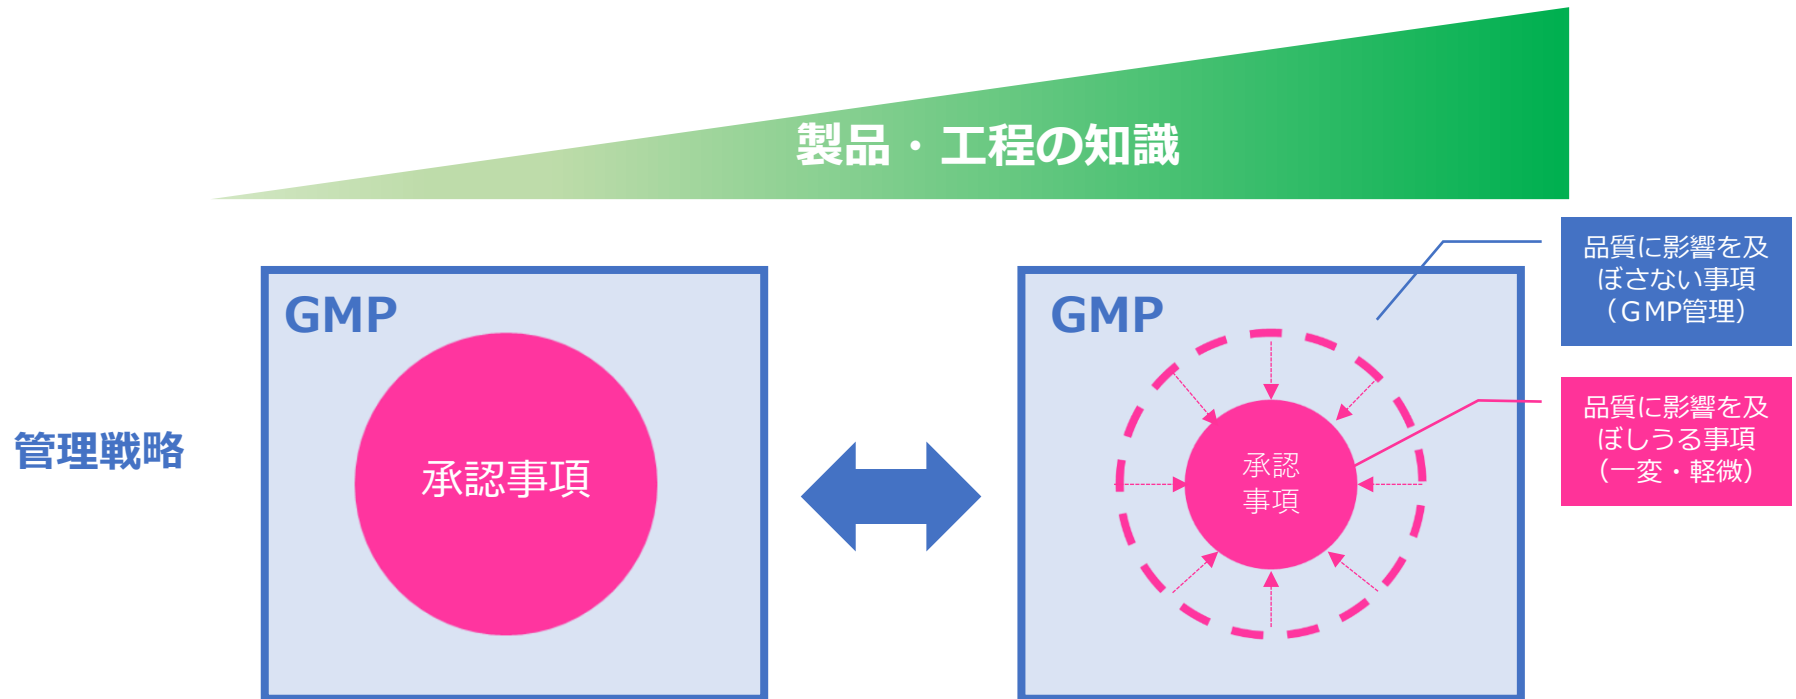 製品・工程の知識
品質に影響を及
ぼさない事項
（ＧMP管理）
GMP
GMP
品質に影響を及
ぼしうる事項
（一変・軽微）
管理戦略
承認事項
承認
事項